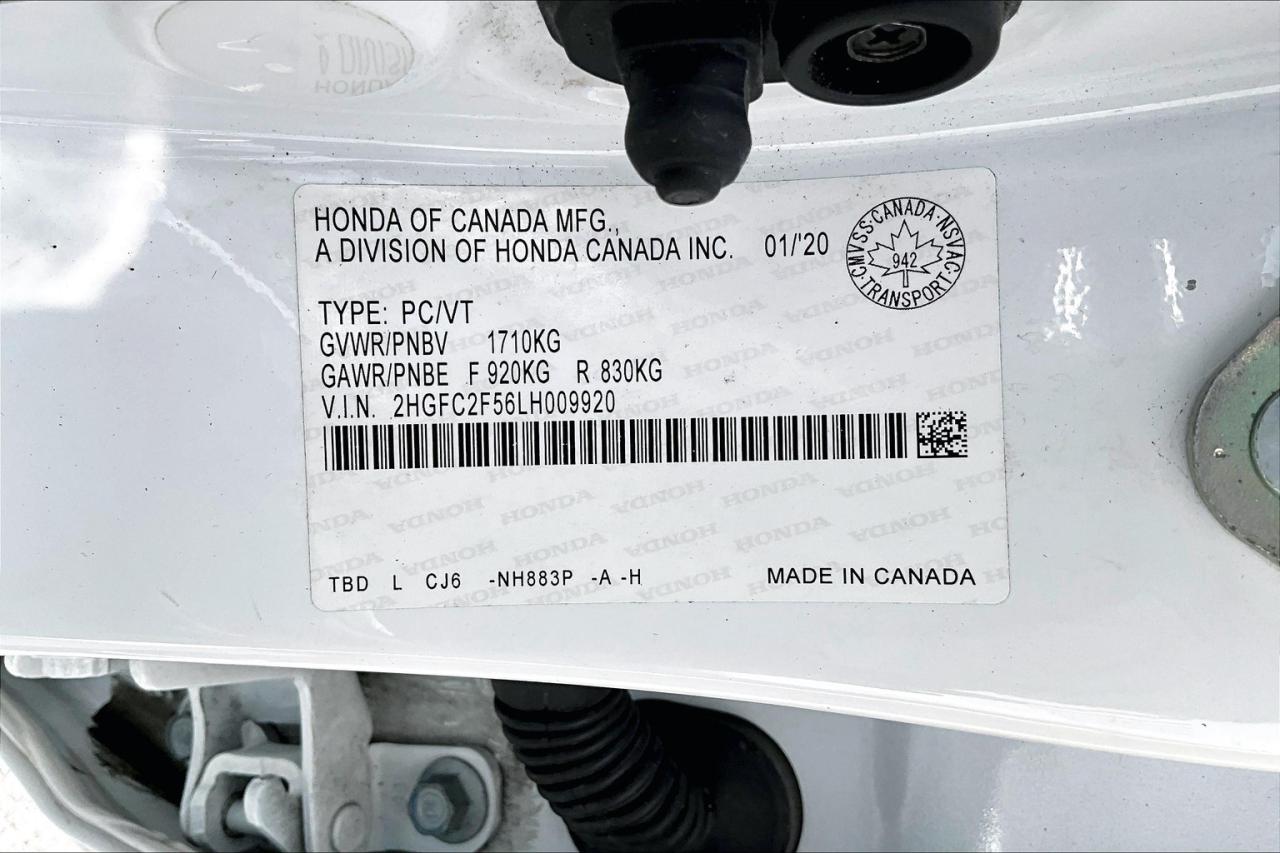 HONDA OF CANADA MFG.,
A DIVISION OF HONDA CANADA INC. 01/'20
CMVSS·CANADA·NSVAC·TRANSPORT·
942
TYPE: PC/VT
GVWR/PNBV 1710KG
GAWR/PNBE F 920KG R 830KG
V.I.N. 2HGFC2F56LH009920
TBD L CJ6 -NH883P -A -H MADE IN CANADA